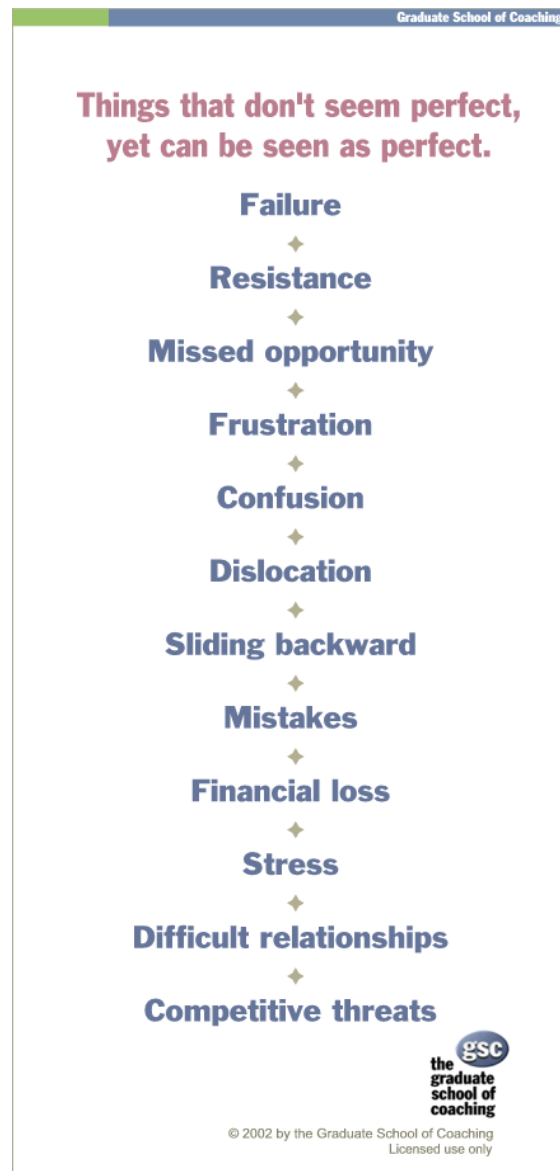 Graduate School of Coaching
Things that don't seem perfect,
yet can be seen as perfect.
Failure
Resistance
Missed opportunity
Frustration
Confusion
Dislocation
Sliding backward
Mistakes
Financial loss
Stress
Difficult relationships
Competitive threats
gsc
the
graduate
school of
coaching
© 2002 by the Graduate School of Coaching
Licensed use only